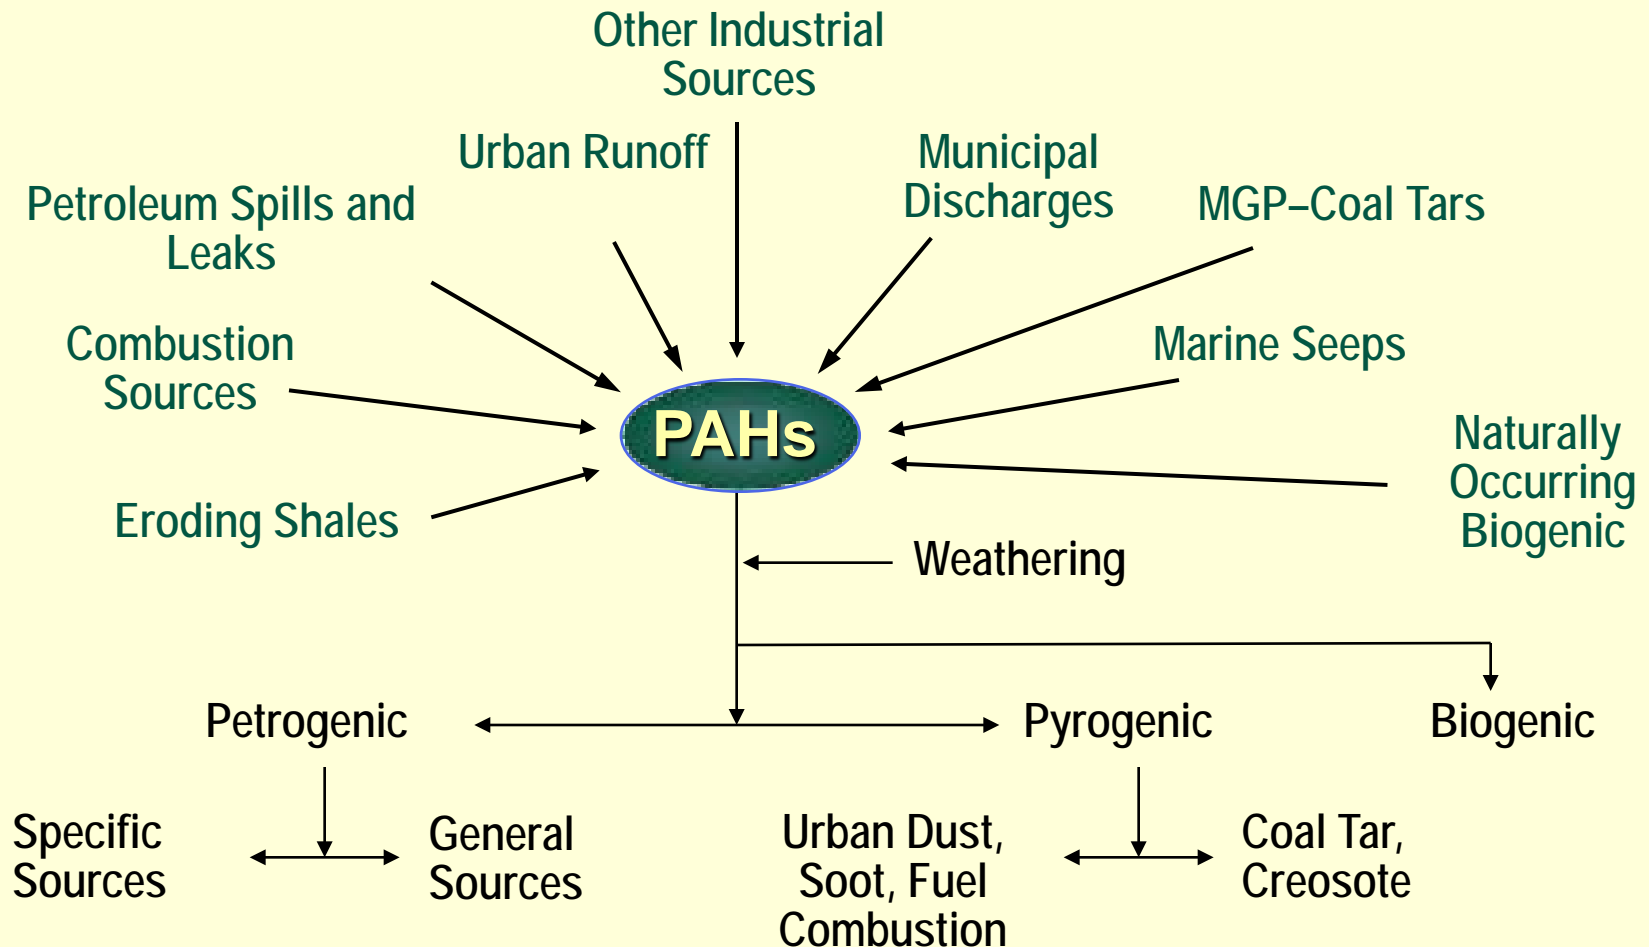 Other Industrial
Sources
Urban Runoff
Municipal
Discharges
Petroleum Spills and
Leaks
MGP–Coal Tars
Combustion
Sources
Marine Seeps
PAHs
Naturally
Occurring
Biogenic
Eroding Shales
Weathering
Petrogenic
Pyrogenic
Biogenic
Specific
Sources
General
Sources
Urban Dust,
Soot, Fuel
Combustion
Coal Tar,
Creosote